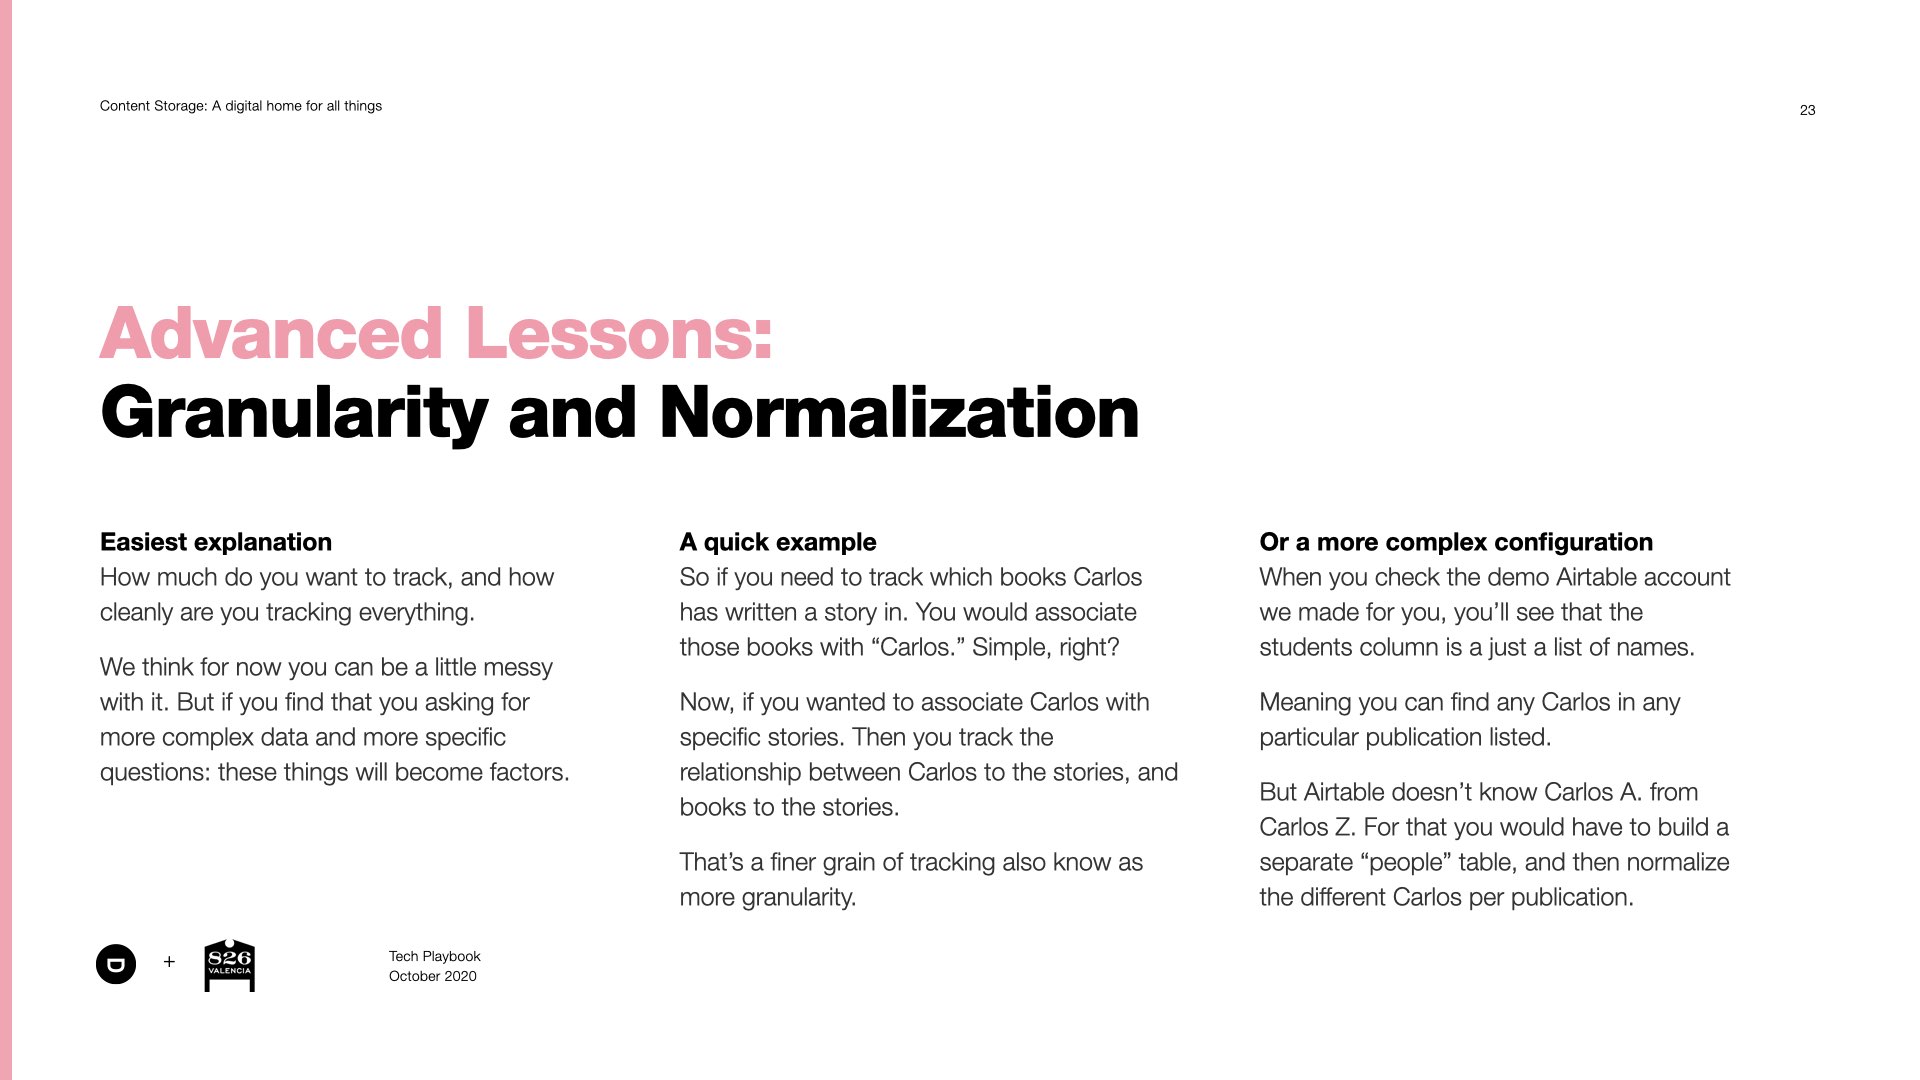 Content Storage: A digital home for all things
23
Advanced Lessons:
Granularity and Normalization
Easiest explanation
How much do you want to track, and how
cleanly are you tracking everything.
We think for now you can be a little messy
with it. But if you find that you asking for
more complex data and more specific
questions: these things will become factors.
A quick example
So if you need to track which books Carlos
has written a story in. You would associate
those books with “Carlos.” Simple, right?
Now, if you wanted to associate Carlos with
specific stories. Then you track the
relationship between Carlos to the stories, and
books to the stories.
That’s a finer grain of tracking also know as
more granularity.
Or a more complex configuration
When you check the demo Airtable account
we made for you, you’ll see that the
students column is a just a list of names.
Meaning you can find any Carlos in any
particular publication listed.
But Airtable doesn’t know Carlos A. from
Carlos Z. For that you would have to build a
separate “people” table, and then normalize
the different Carlos per publication.
D
+
826
VALENCIA
Tech Playbook
October 2020